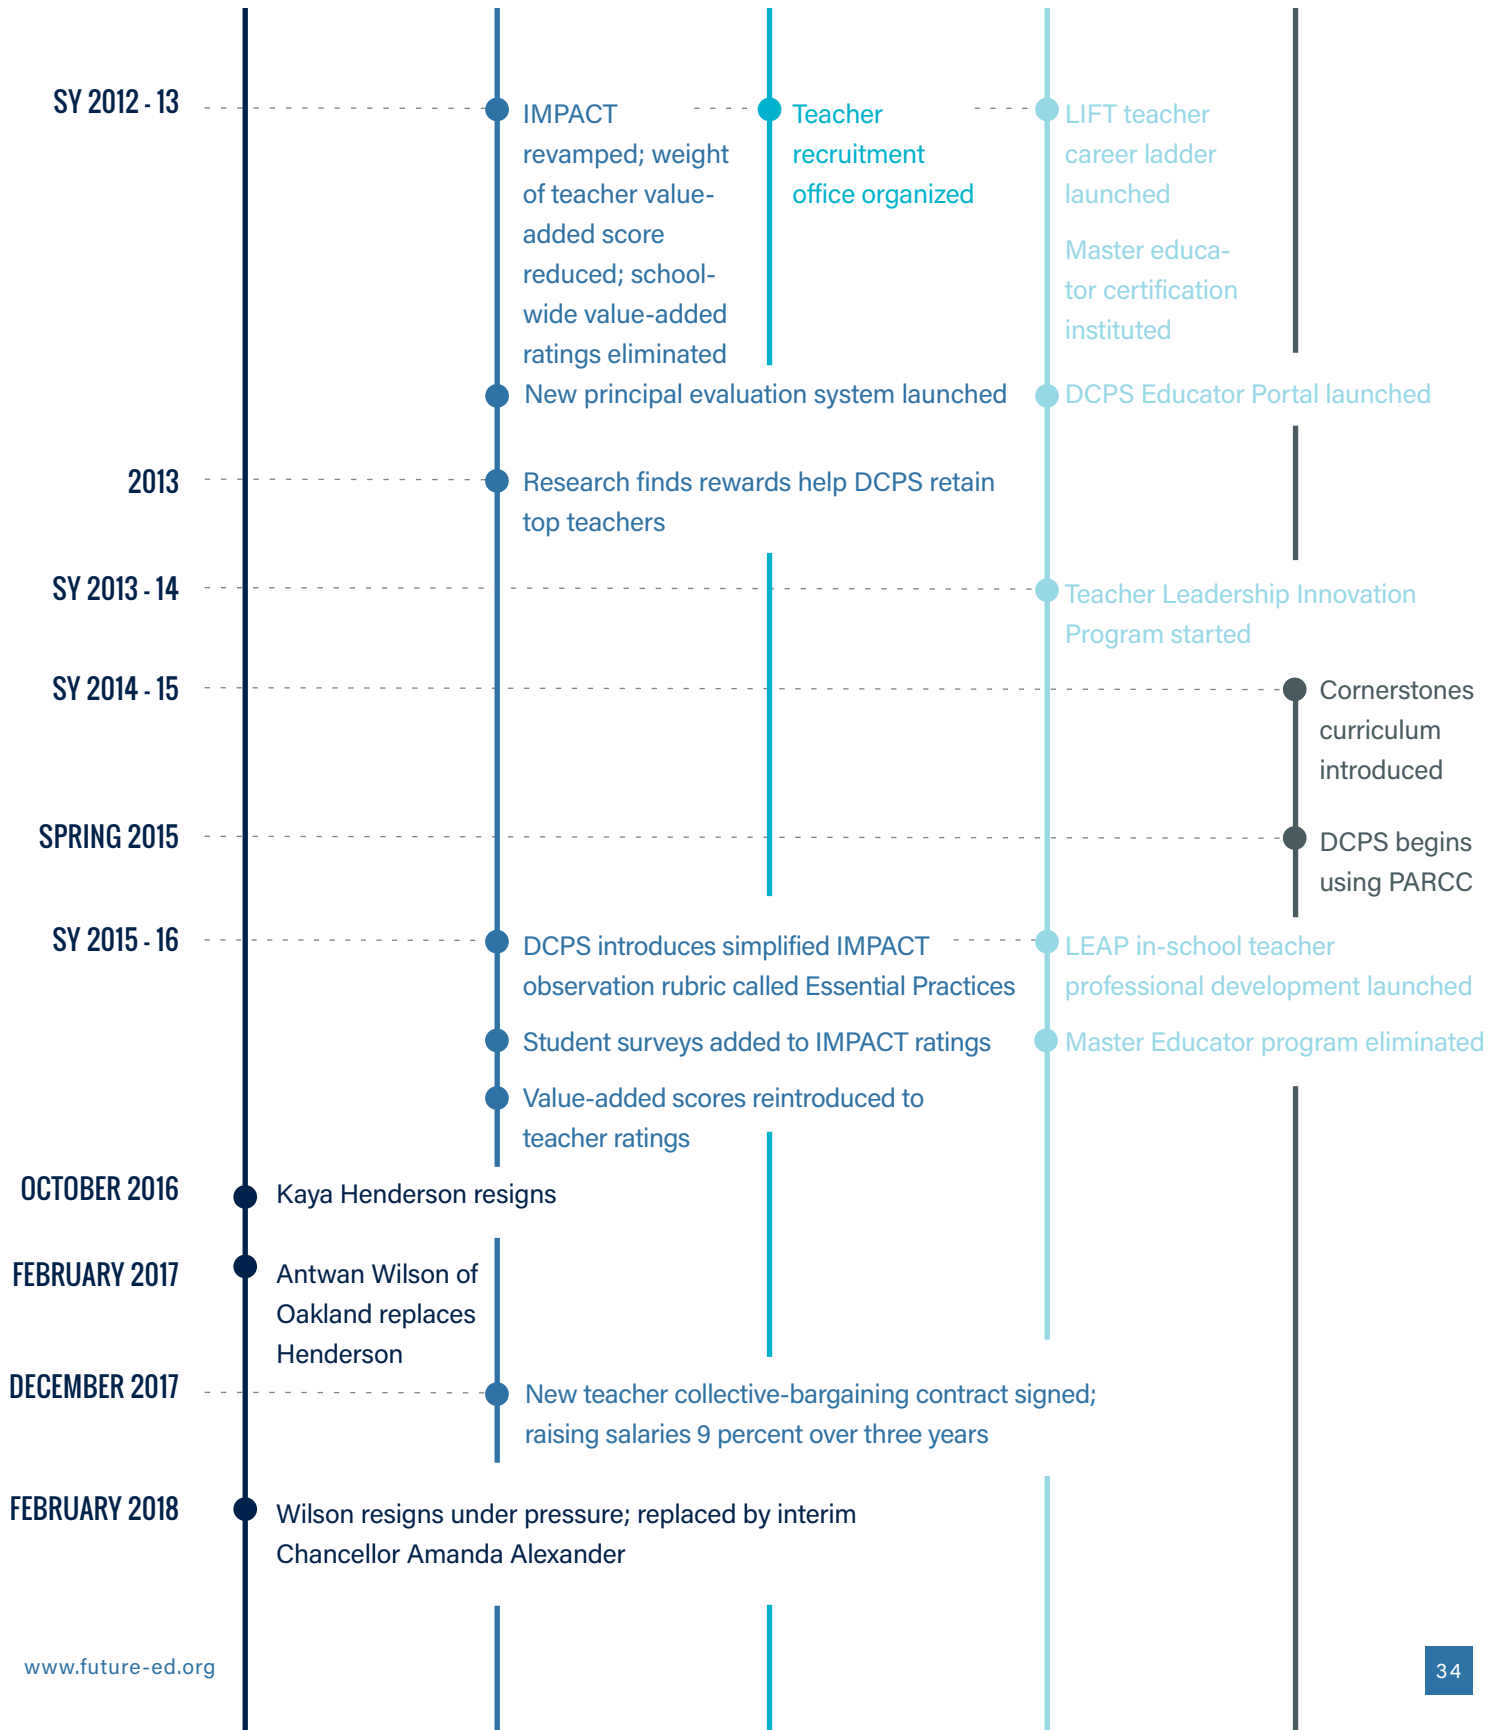 SY 2012 - 13
IMPACT
revamped; weight
of teacher value-
added score
reduced; school-
wide value-added
ratings eliminated
Teacher
recruitment
office organized
LIFT teacher
career ladder
launched
Master educa-
tor certification
instituted
New principal evaluation system launched
DCPS Educator Portal launched
2013
Research finds rewards help DCPS retain
top teachers
SY 2013 - 14
Teacher Leadership Innovation
Program started
SY 2014 - 15
Cornerstones
curriculum
introduced
SPRING 2015
DCPS begins
using PARCC
SY 2015 - 16
DCPS introduces simplified IMPACT
observation rubric called Essential Practices
LEAP in-school teacher
professional development launched
Student surveys added to IMPACT ratings
Master Educator program eliminated
Value-added scores reintroduced to
teacher ratings
OCTOBER 2016
Kaya Henderson resigns
FEBRUARY 2017
Antwan Wilson of
Oakland replaces
Henderson
DECEMBER 2017
New teacher collective-bargaining contract signed;
raising salaries 9 percent over three years
FEBRUARY 2018
Wilson resigns under pressure; replaced by interim
Chancellor Amanda Alexander
www.future-ed.org
34